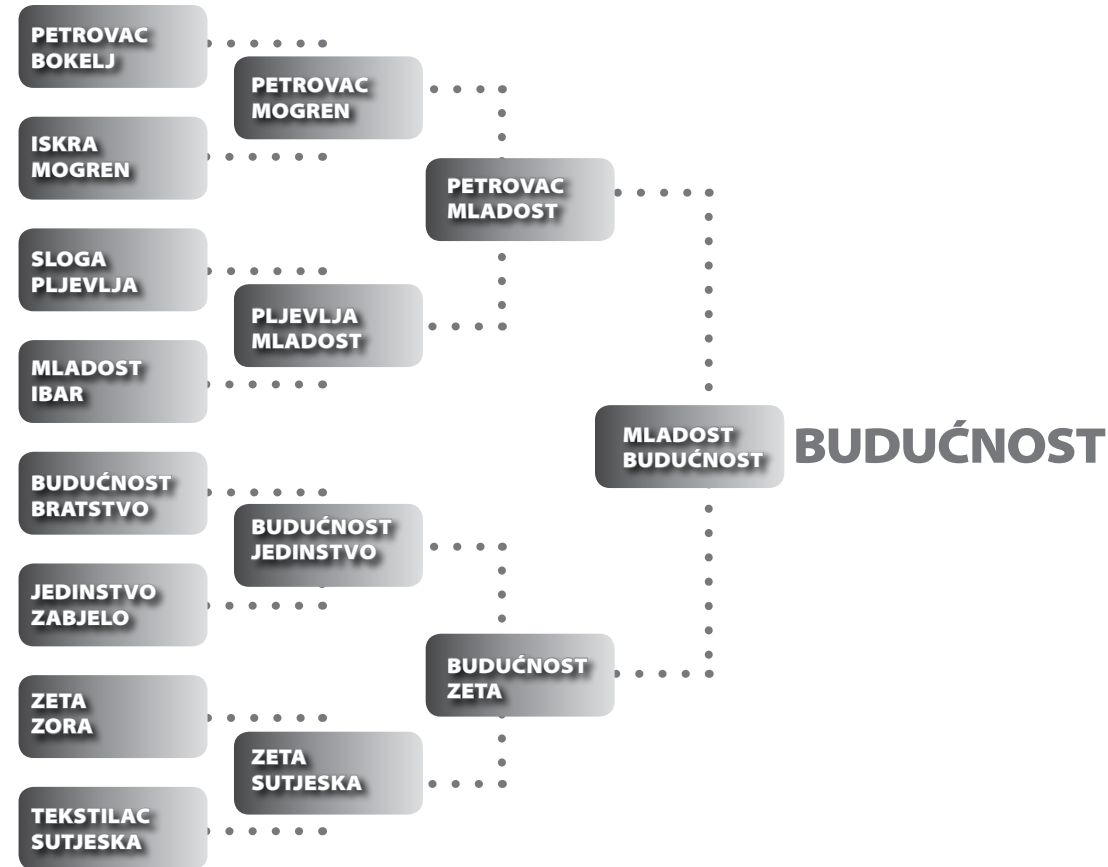 PETROVAC
BOKELJ
ISKRA
MOGREN
SLOGA
PLJEVLJA
MLADOST
IBAR
BUDUĆNOST
BRATSTVO
JEDINSTVO
ZABJELO
ZETA
ZORA
TEKSTILAC
SUTJESKA
PETROVAC
MOGREN
PLJEVLJA
MLADOST
BUDUĆNOST
JEDINSTVO
ZETA
SUTJESKA
PETROVAC
MLADOST
BUDUĆNOST
ZETA
MLADOST
BUDUĆNOST
BUDUĆNOST